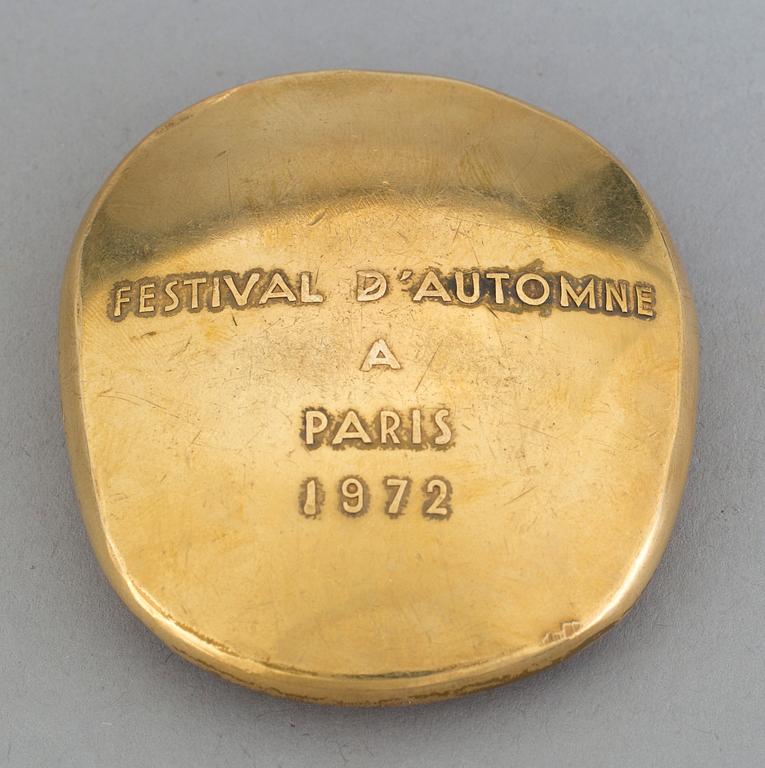 FESTIVAL D'AUTOMNE
A
PARIS
1972